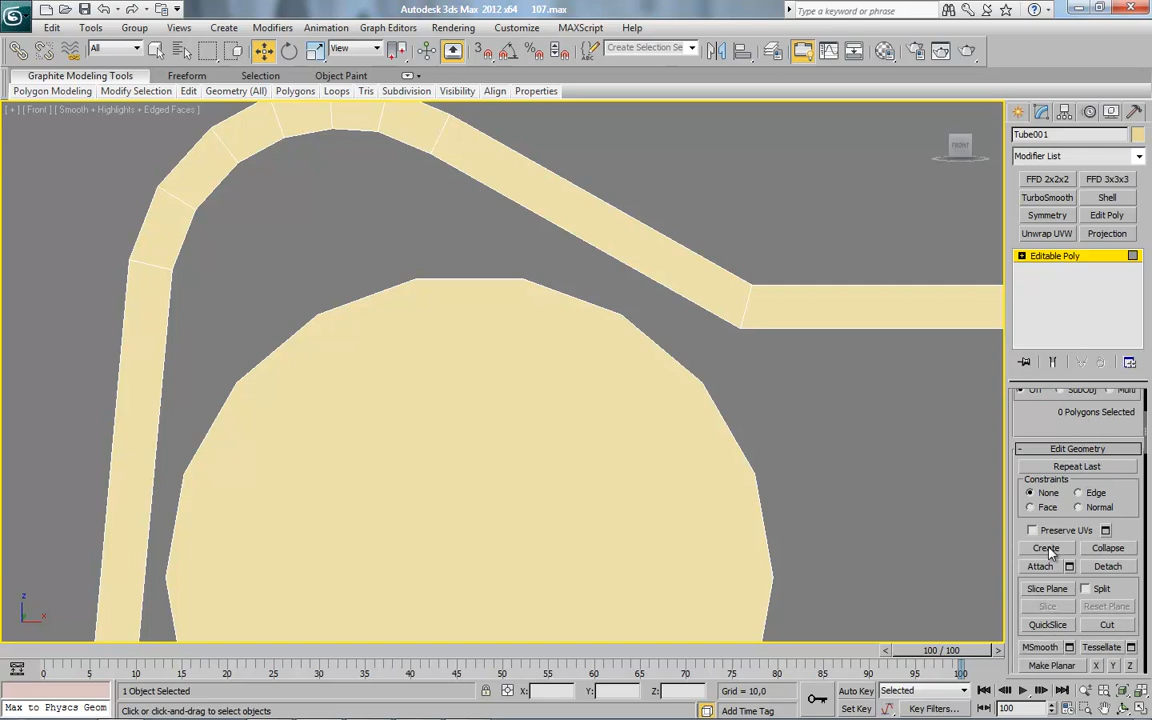 Autodesk 3ds Max 2012 x64 107.max
Type a keyword or phrase
Edit Tools Group Views Create Modifiers Animation Graph Editors Rendering Customize MAXScript Help
All View Create Selection Se
Graphite Modeling Tools Freeform Selection Object Paint
Polygon Modeling Modify Selection Edit Geometry (All) Polygons Loops Tris Subdivision Visibility Align Properties
[ + ] [ Front ] [ Smooth + Highlights + Edged Faces ]
FRONT
Tube001
Modifier List
FFD 2x2x2 FFD 3x3x3
TurboSmooth Shell
Symmetry Edit Poly
Unwrap UVW Projection
Editable Poly
Off SubObj Multi
0 Polygons Selected
Edit Geometry
Repeat Last
Constraints
None Edge
Face Normal
Preserve UVs
Create Collapse
Attach Detach
Slice Plane Split
Slice Reset Plane
QuickSlice Cut
MSmooth Tessellate
Make Planar X Y Z
z
x
100 / 100
0 5 10 15 20 25 30 35 40 45 50 55 60 65 70 75 80 85 90 95 100
1 Object Selected X: Y: Z: Grid = 10,0 Auto Key Selected
Max to Physcs Geom Click or click-and-drag to select objects Add Time Tag Set Key Key Filters... 100